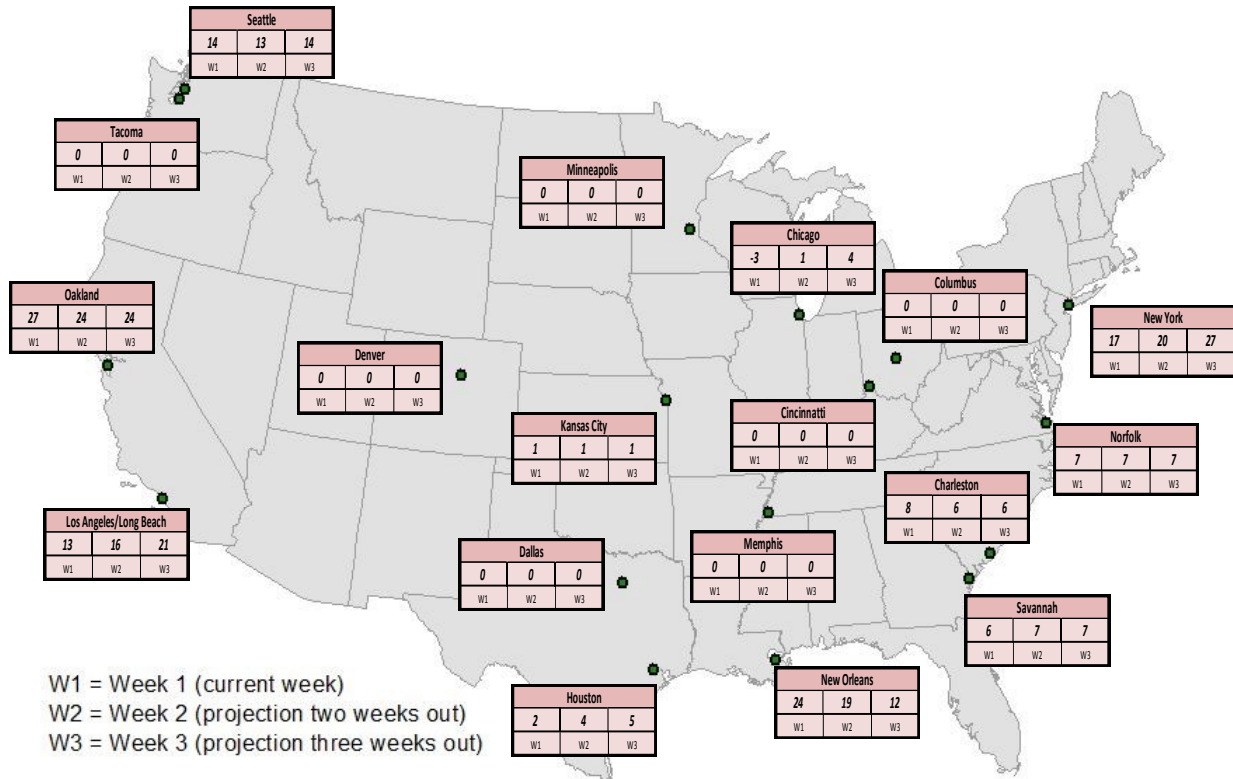 Seattle
14 13 14
W1 W2 W3
Tacoma
0 0 0
W1 W2 W3
Minneapolis
0 0 0
W1 W2 W3
Chicago
-3 1 4
W1 W2 W3
Columbus
0 0 0
W1 W2 W3
Oakland
27 24 24
W1 W2 W3
New York
17 20 27
W1 W2 W3
Denver
0 0 0
W1 W2 W3
Kansas City
1 1 1
W1 W2 W3
Cincinnatti
0 0 0
W1 W2 W3
Norfolk
7 7 7
W1 W2 W3
Charleston
8 6 6
W1 W2 W3
Los Angeles/Long Beach
13 16 21
W1 W2 W3
Dallas
0 0 0
W1 W2 W3
Memphis
0 0 0
W1 W2 W3
Savannah
6 7 7
W1 W2 W3
New Orleans
24 19 12
W1 W2 W3
Houston
2 4 5
W1 W2 W3
W1 = Week 1 (current week)
W2 = Week 2 (projection two weeks out)
W3 = Week 3 (projection three weeks out)